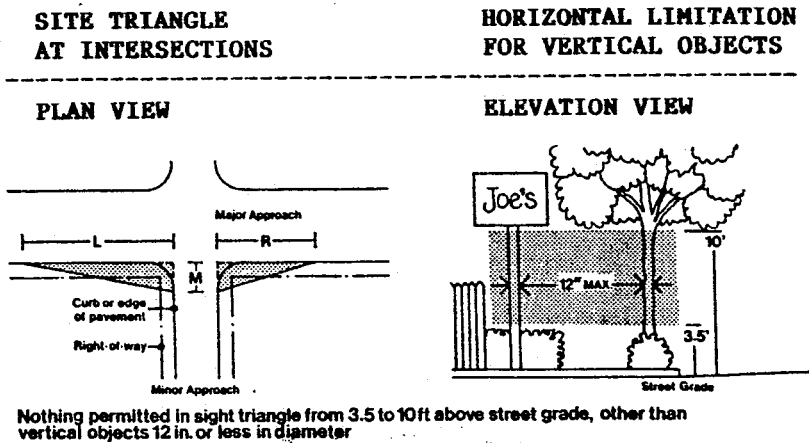 SITE TRIANGLE
AT INTERSECTIONS
HORIZONTAL LIMITATION
FOR VERTICAL OBJECTS
PLAN VIEW
ELEVATION VIEW
Major Approach
L
R
M
Curb or edge
of pavement
Right-of-way
Minor Approach
Joe's
10'
12" MAX
3.5'
Street Grade
Nothing permitted in sight triangle from 3.5 to 10ft above street grade, other than
vertical objects 12 in. or less in diameter